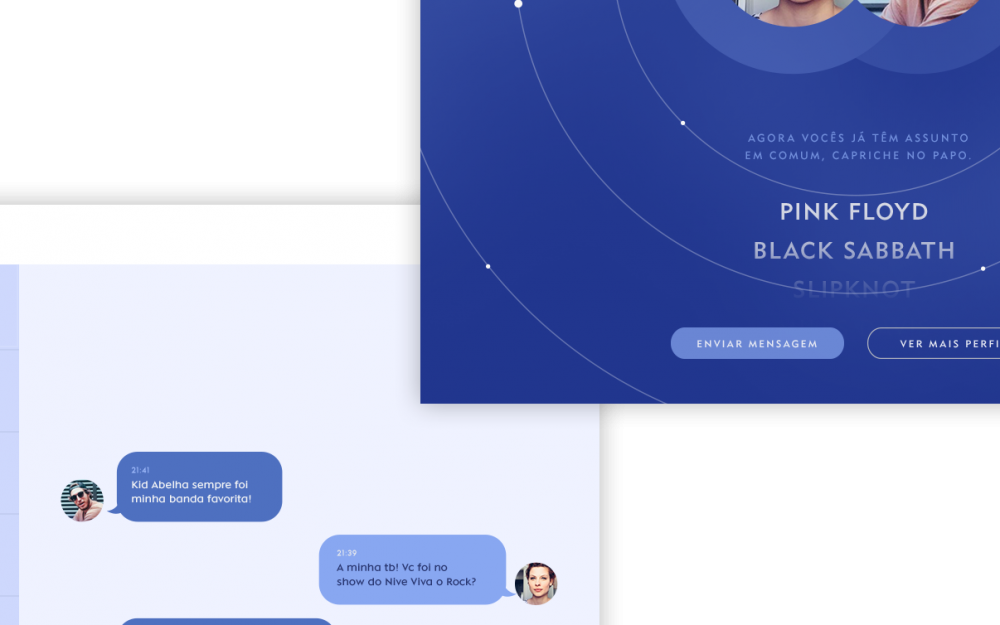 AGORA VOCÊS JÁ TÊM ASSUNTO
EM COMUM, CAPRICHE NO PAPO.
PINK FLOYD
BLACK SABBATH
SLIPKNOT
ENVIAR MENSAGEM
VER MAIS PERFI
21:41
Kid Abelha sempre foi
minha banda favorita!
21:39
A minha tb! Vc foi no
show do Nive Viva o Rock?